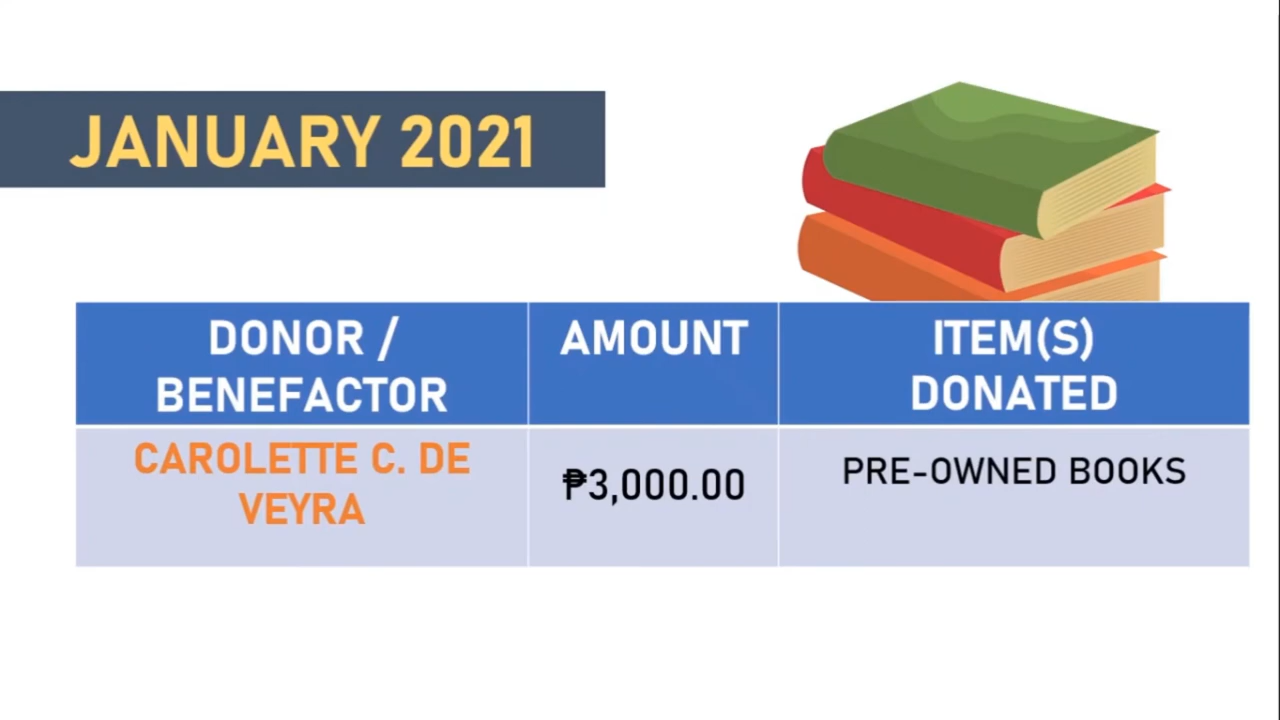 JANUARY 2021
DONOR /
BENEFACTOR
AMOUNT
ITEM(S)
DONATED
CAROLETTE C. DE
VEYRA
₱3,000.00
PRE-OWNED BOOKS